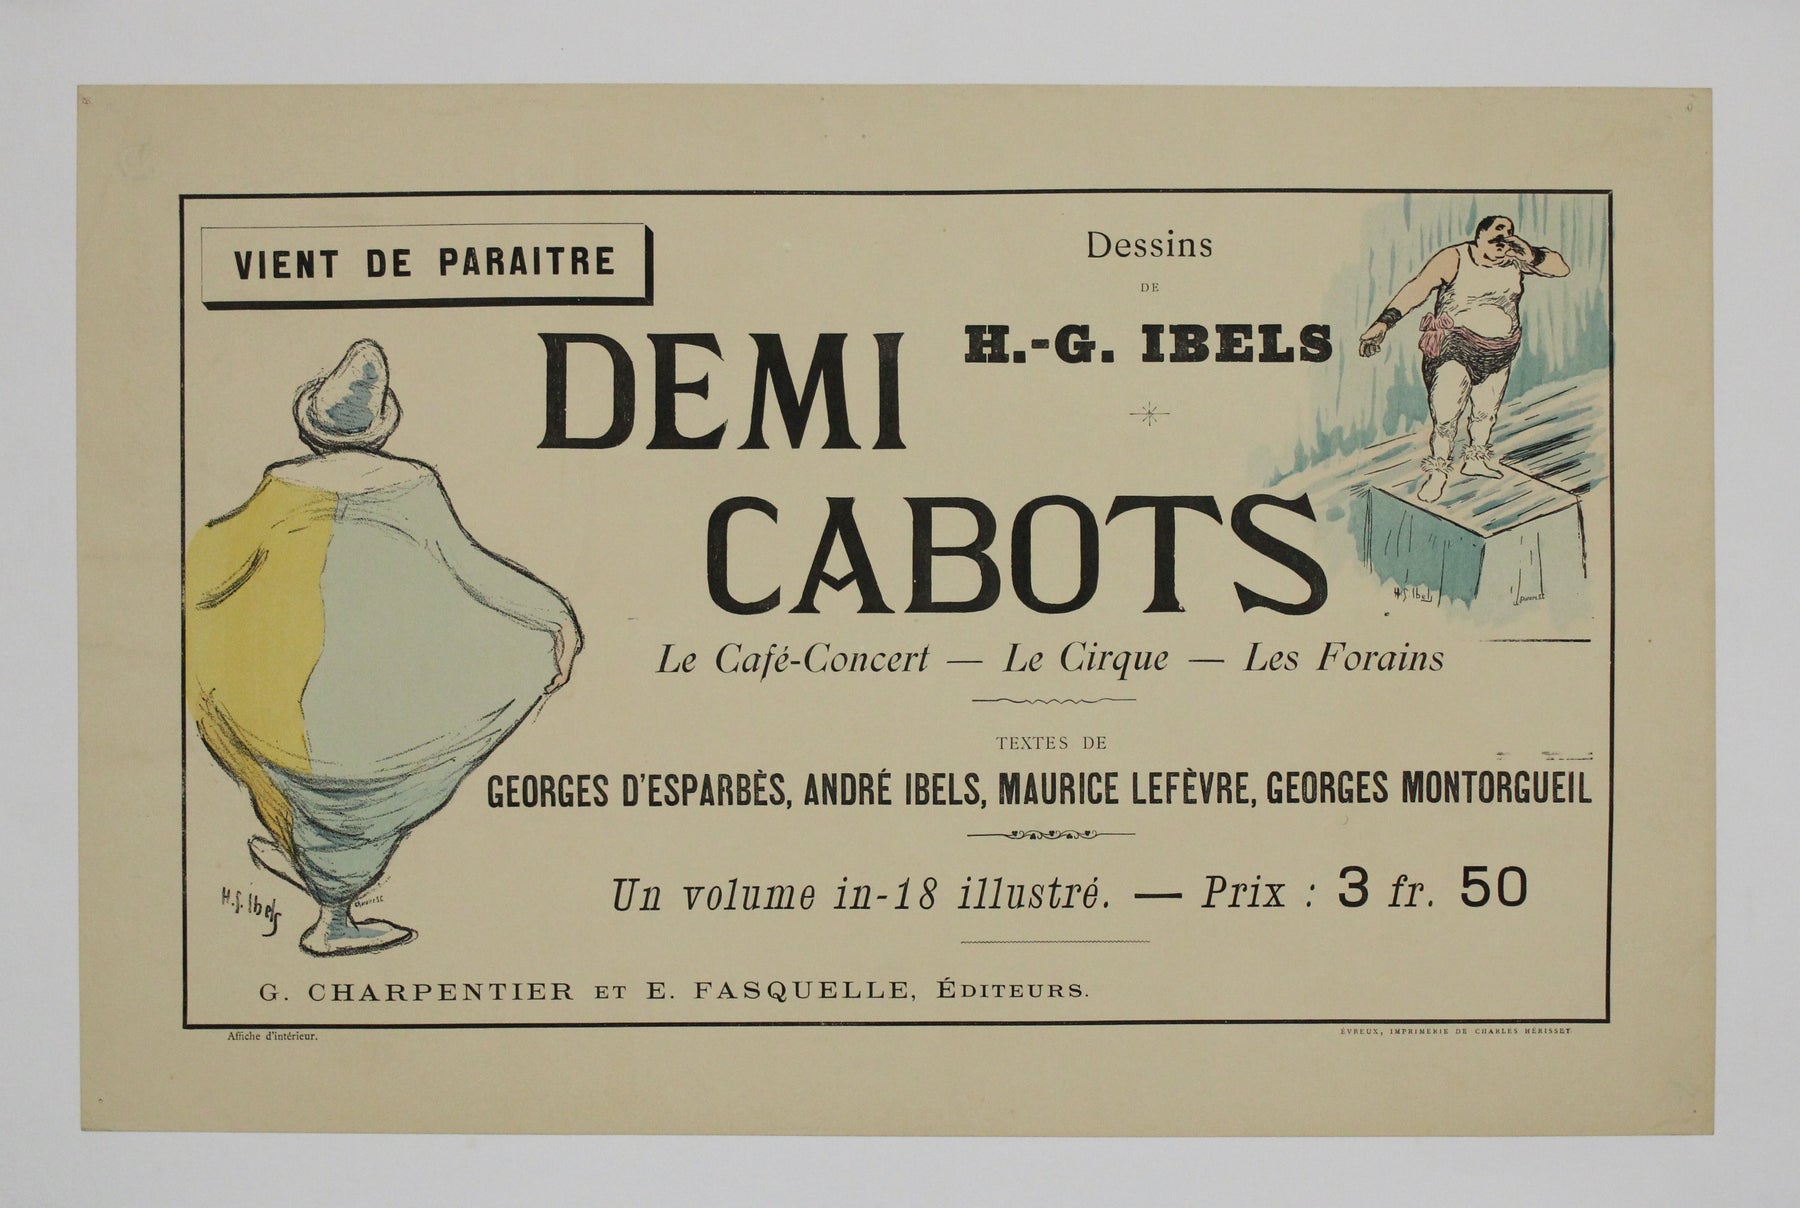 VIENT DE PARAITRE
Dessins
DE
H.-G. IBELS
DEMI
CABOTS
H.G. Ibels
Le Café-Concert — Le Cirque — Les Forains
TEXTES DE
GEORGES D'ESPARBÈS, ANDRÉ IBELS, MAURICE LEFÈVRE, GEORGES MONTORGUEIL
Un volume in-18 illustré. — Prix : 3 fr. 50
H.G. Ibels
G. CHARPENTIER ET E. FASQUELLE, ÉDITEURS.
Affiche d'intérieur.
ÉVREUX, IMPRIMERIE DE CHARLES HÉRISSEY